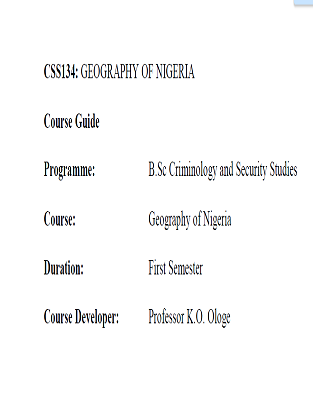 CSS134: GEOGRAPHY OF NIGERIA
Course Guide
Programme: B.Sc Criminology and Security Studies
Course: Geography of Nigeria
Duration: First Semester
Course Developer: Professor K.O. Ologe